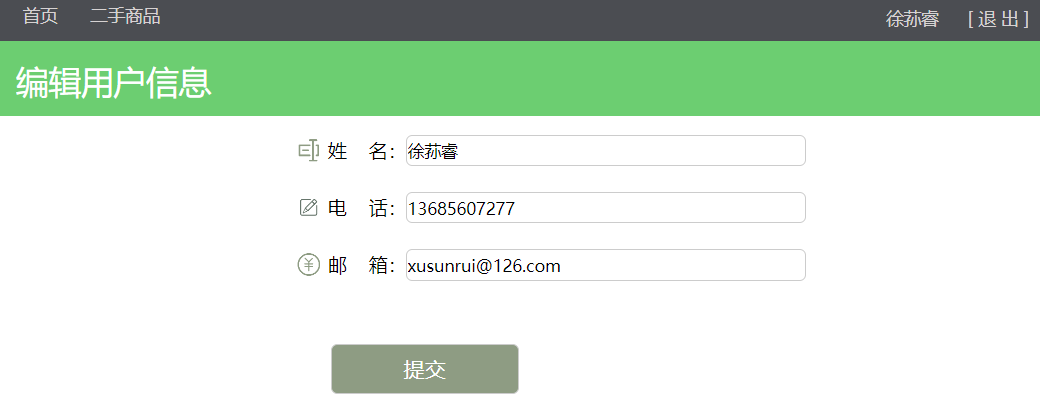 首页 二手商品 徐荪睿 [ 退 出 ]
编辑用户信息
姓 名: 徐荪睿
电 话: 13685607277
邮 箱: xusunrui@126.com
提交